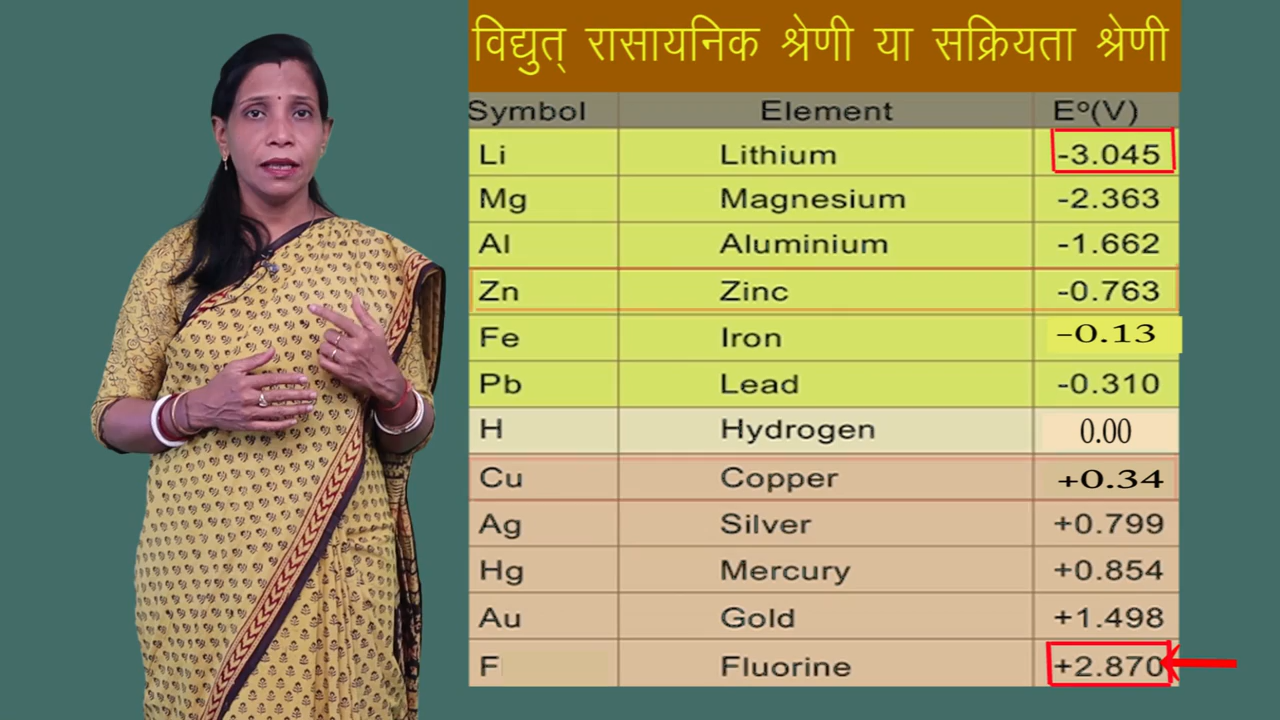 विद्युत् रासायनिक श्रेणी या सक्रियता श्रेणी
Symbol Element Eº(V)
Li Lithium -3.045
Mg Magnesium -2.363
Al Aluminium -1.662
Zn Zinc -0.763
Fe Iron -0.13
Pb Lead -0.310
H Hydrogen 0.00
Cu Copper +0.34
Ag Silver +0.799
Hg Mercury +0.854
Au Gold +1.498
F Fluorine +2.870